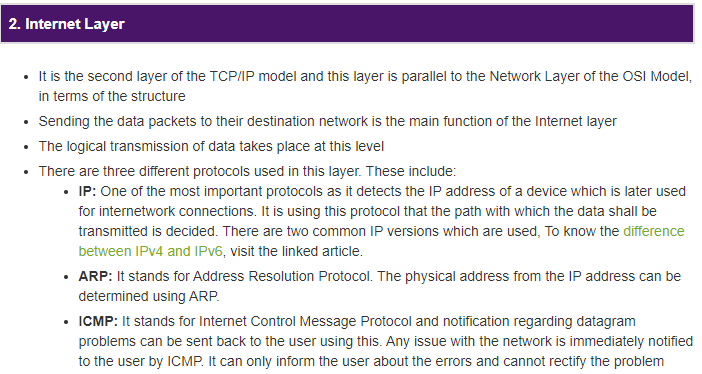 2. Internet Layer
• It is the second layer of the TCP/IP model and this layer is parallel to the Network Layer of the OSI Model,
in terms of the structure
• Sending the data packets to their destination network is the main function of the Internet layer
• The logical transmission of data takes place at this level
• There are three different protocols used in this layer. These include:
• IP: One of the most important protocols as it detects the IP address of a device which is later used
for internetwork connections. It is using this protocol that the path with which the data shall be
transmitted is decided. There are two common IP versions which are used, To know the difference
between IPv4 and IPv6, visit the linked article.
• ARP: It stands for Address Resolution Protocol. The physical address from the IP address can be
determined using ARP.
• ICMP: It stands for Internet Control Message Protocol and notification regarding datagram
problems can be sent back to the user using this. Any issue with the network is immediately notified
to the user by ICMP. It can only inform the user about the errors and cannot rectify the problem